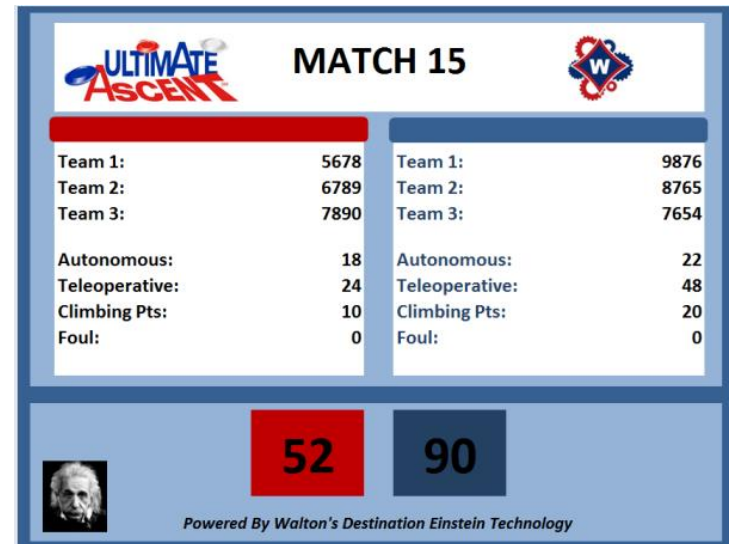 ULTIMATE
ASCENT
MATCH 15
W
Team 1: 5678
Team 2: 6789
Team 3: 7890
Autonomous: 18
Teleoperative: 24
Climbing Pts: 10
Foul: 0
Team 1: 9876
Team 2: 8765
Team 3: 7654
Autonomous: 22
Teleoperative: 48
Climbing Pts: 20
Foul: 0
52
90
Powered By Walton's Destination Einstein Technology